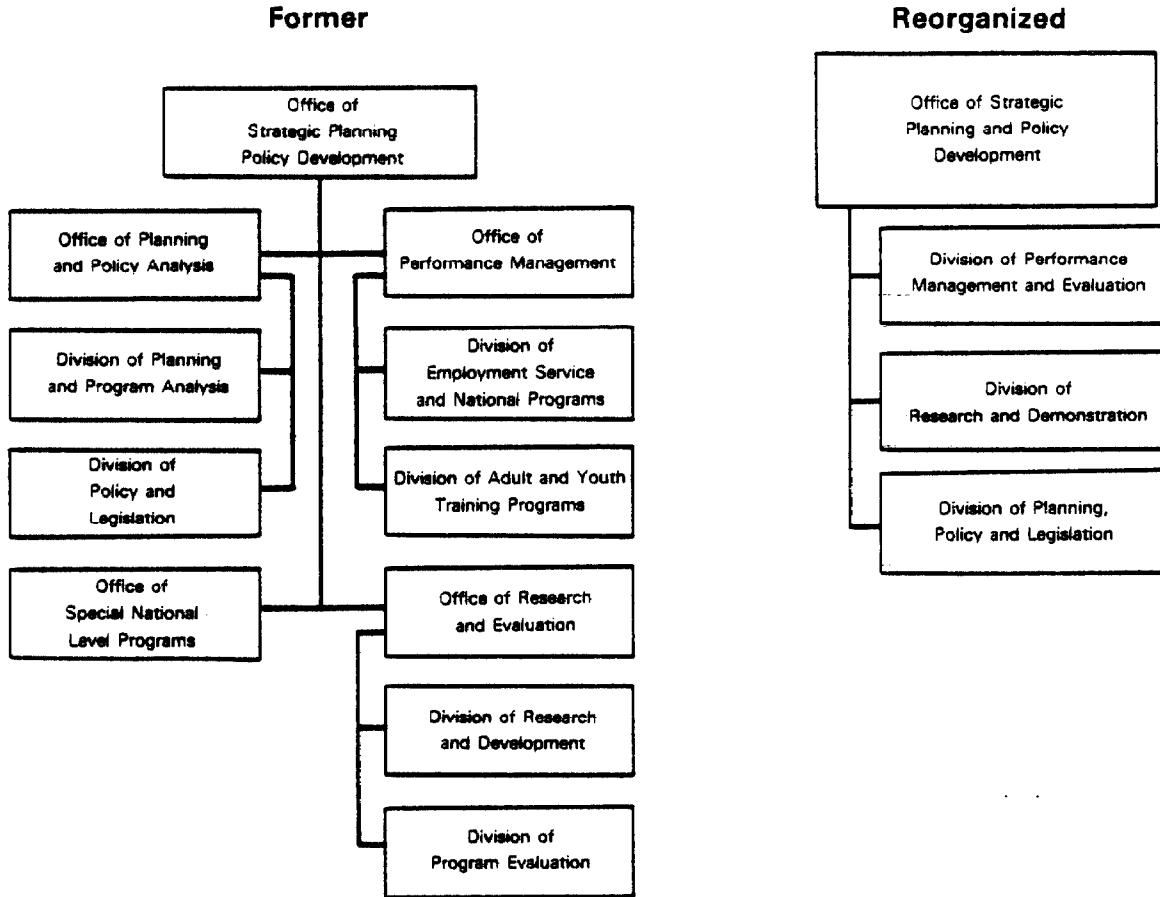 Former
Reorganized
Office of
Strategic Planning
Policy Development
Office of Planning
and Policy Analysis
Office of
Performance Management
Division of Planning
and Program Analysis
Division of
Employment Service
and National Programs
Division of
Policy and
Legislation
Division of Adult and Youth
Training Programs
Office of
Special National
Level Programs
Office of Research
and Evaluation
Division of Research
and Development
Division of
Program Evaluation
Office of Strategic
Planning and Policy
Development
Division of Performance
Management and Evaluation
Division of
Research and Demonstration
Division of Planning,
Policy and Legislation